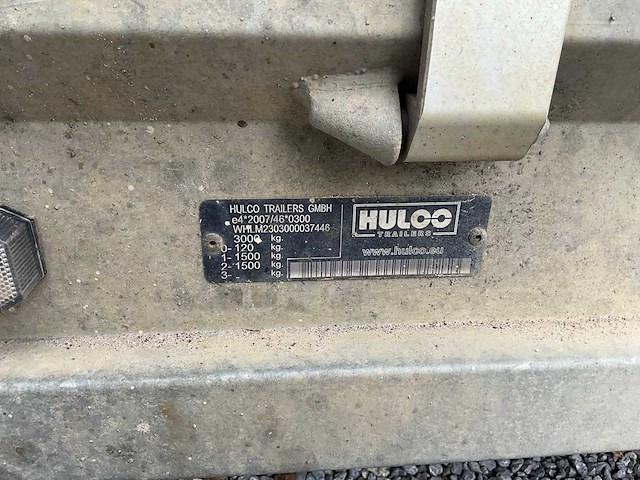 HULCO TRAILERS GMBH
e4*2007/46*0300
WHLM2303000037446
3000 kg.
0- 120 kg.
1- 1500 kg.
2- 1500 kg.
3- - kg.
HULCO
TRAILERS
www.hulco.eu